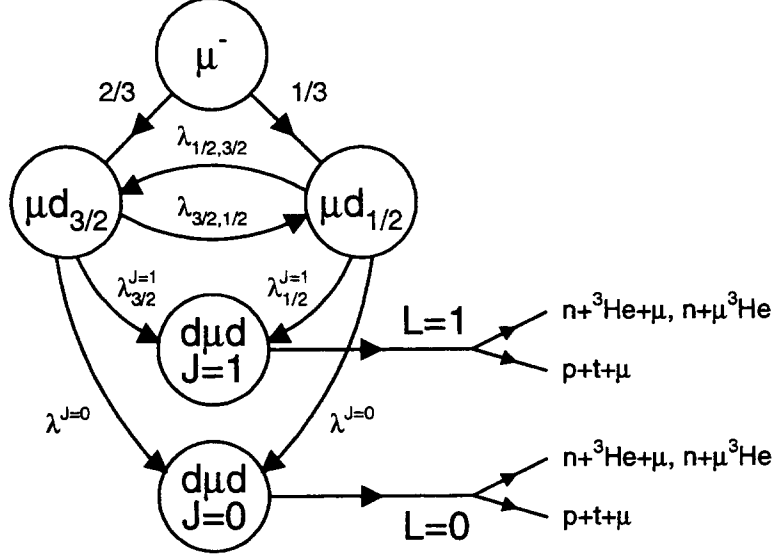 μ⁻
2/3 1/3
λ1/2,3/2
μd3/2 λ3/2,1/2 μd1/2
λ3/2^J=1 λ1/2^J=1
n+³He+μ, n+μ³He
L=1
dμd
J=1
p+t+μ
λ^J=0 λ^J=0
n+³He+μ, n+μ³He
dμd
J=0
L=0
p+t+μ